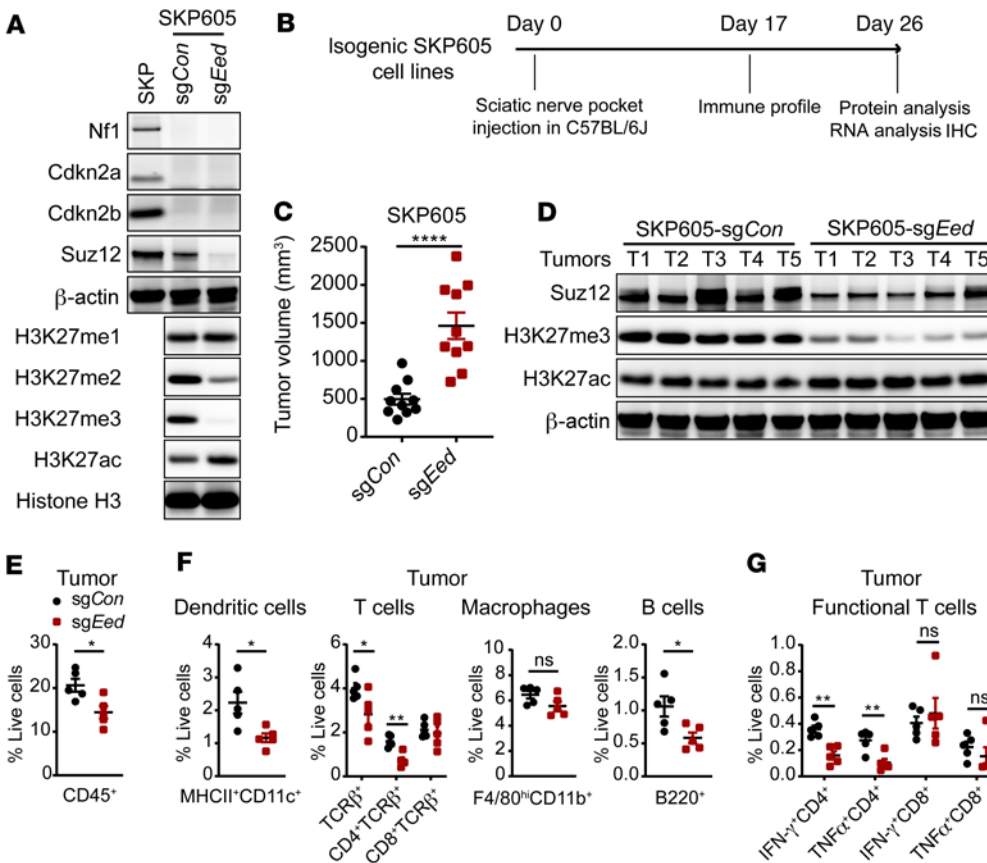 A
SKP605
SKP
sgCon
sgEed
Nf1
Cdkn2a
Cdkn2b
Suz12
β-actin
H3K27me1
H3K27me2
H3K27me3
H3K27ac
Histone H3
B
Isogenic SKP605
cell lines
Day 0
Day 17
Day 26
Sciatic nerve pocket
injection in C57BL/6J
Immune profile
Protein analysis
RNA analysis IHC
C
SKP605
****
Tumor volume (mm³)
2500
2000
1500
1000
500
0
sgCon
sgEed
D
SKP605-sgCon
SKP605-sgEed
Tumors
T1 T2 T3 T4 T5 T1 T2 T3 T4 T5
Suz12
H3K27me3
H3K27ac
β-actin
E
Tumor
sgCon
sgEed
% Live cells
30
20
10
0
*
CD45⁺
F
Tumor
Dendritic cells
% Live cells
4
3
2
1
0
*
MHCII⁺CD11c⁺
T cells
% Live cells
6
4
2
0
*
**
TCRβ⁺
CD4⁺TCRβ⁺
CD8⁺TCRβ⁺
Macrophages
% Live cells
10
8
6
4
2
0
ns
F4/80ʰⁱCD11b⁺
B cells
% Live cells
2.0
1.5
1.0
0.5
0.0
*
B220⁺
G
Tumor
Functional T cells
% Live cells
1.0
0.8
0.6
0.4
0.2
0.0
**
**
ns
ns
IFN-γ⁺CD4⁺
TNFα⁺CD4⁺
IFN-γ⁺CD8⁺
TNFα⁺CD8⁺